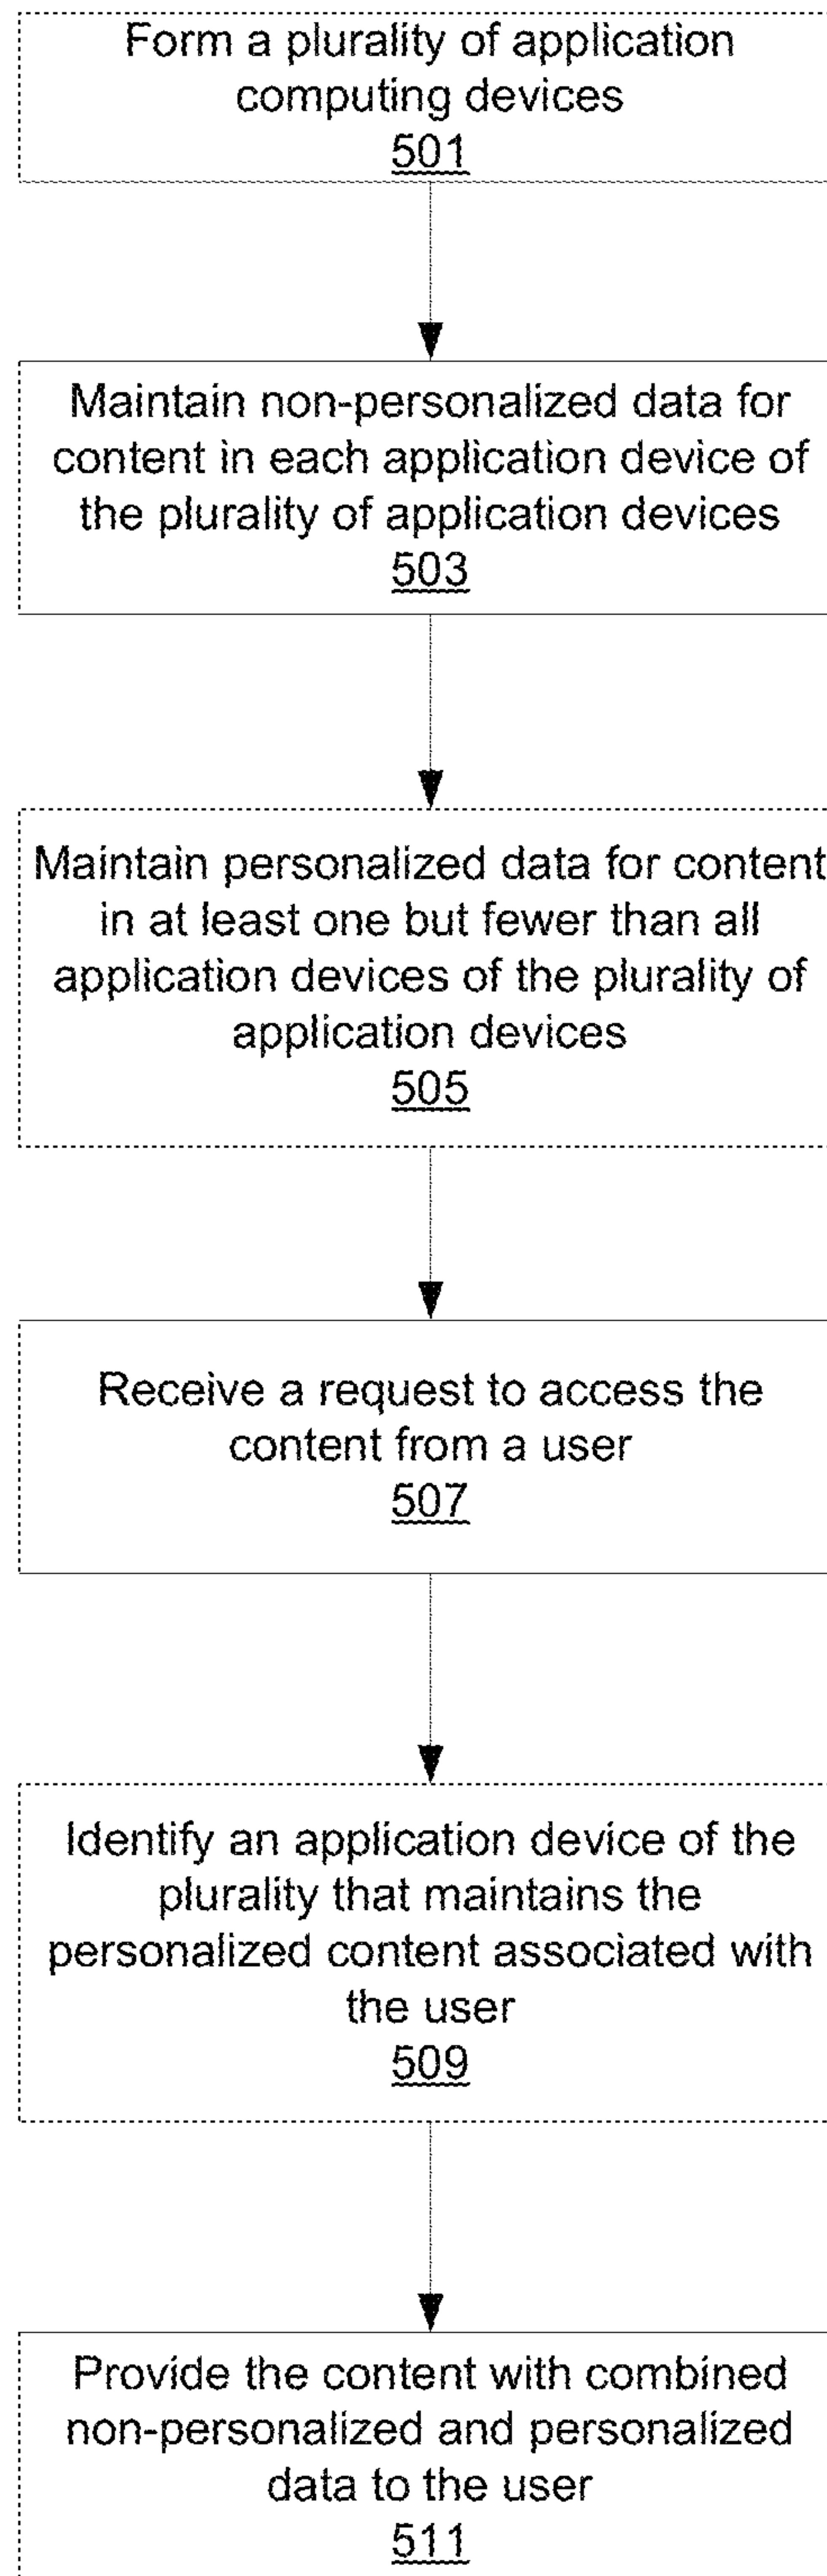 Form a plurality of application
computing devices
501
Maintain non-personalized data for
content in each application device of
the plurality of application devices
503
Maintain personalized data for content
in at least one but fewer than all
application devices of the plurality of
application devices
505
Receive a request to access the
content from a user
507
Identify an application device of the
plurality that maintains the
personalized content associated with
the user
509
Provide the content with combined
non-personalized and personalized
data to the user
511